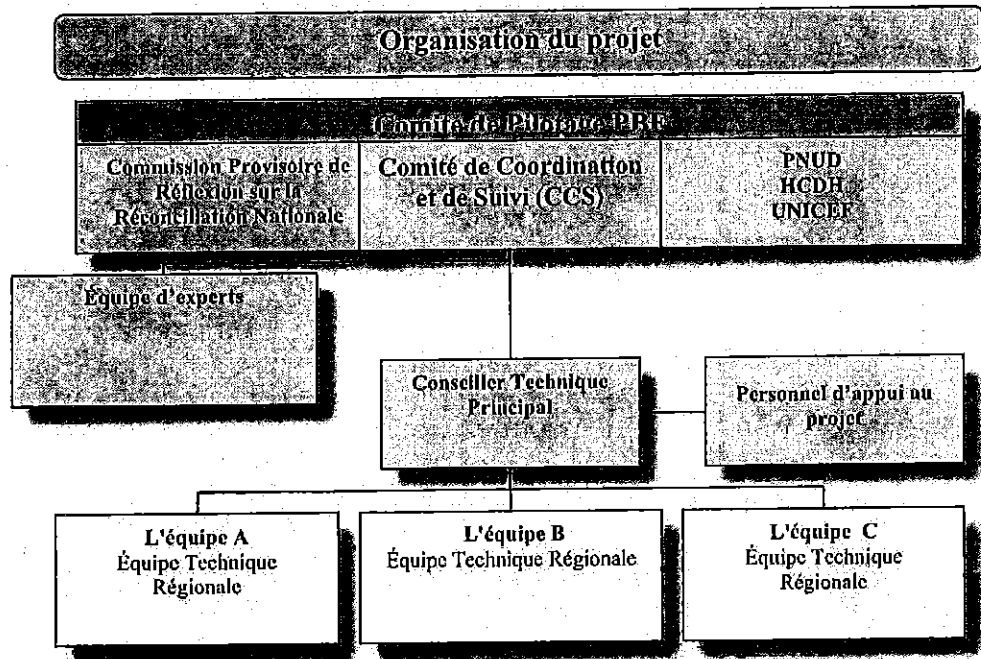 Organisation du projet
Comité de Pilotage PBF
Commission Provisoire de
Réflexion sur la
Réconciliation Nationale
Comité de Coordination
et de Suivi (CCS)
PNUD
HCDH
UNICEF
Équipe d'experts
Conseiller Technique
Principal
Personnel d'appui au
projet
L'équipe A
Équipe Technique
Régionale
L'équipe B
Équipe Technique Régionale
L'équipe C
Équipe Technique
Régionale